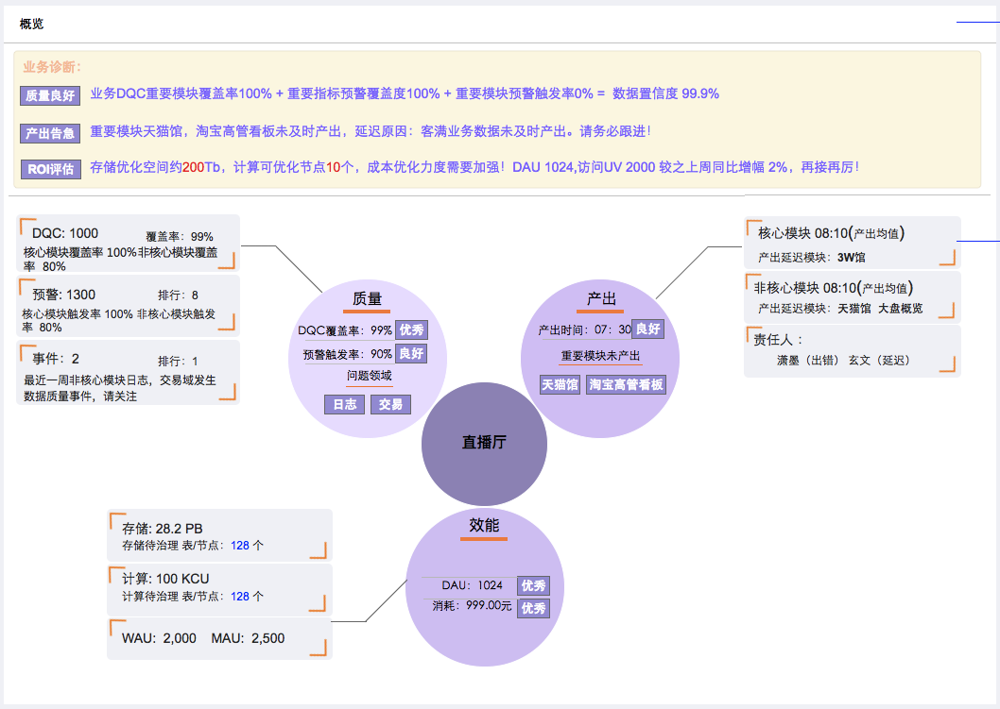 概览
业务诊断:
质量良好 业务DQC重要模块覆盖率100% + 重要指标预警覆盖度100% + 重要模块预警触发率0% = 数据置信度 99.9%
产出告急 重要模块天猫馆，淘宝高管看板未及时产出，延迟原因：客满业务数据未及时产出。请务必跟进！
ROI评估 存储优化空间约200Tb，计算可优化节点10个，成本优化力度需要加强！DAU 1024,访问UV 2000 较之上周同比增幅 2%，再接再厉！
DQC: 1000 覆盖率：99%
核心模块覆盖率 100%非核心模块覆盖
率 80%
预警: 1300 排行：8
核心模块触发率 100% 非核心模块触发
率 80%
事件：2 排行：1
最近一周非核心模块日志，交易域发生
数据质量事件，请关注
质量
DQC覆盖率：99% 优秀
预警触发率：90% 良好
问题领域
日志 交易
产出
产出时间：07：30 良好
重要模块未产出
天猫馆 淘宝高管看板
核心模块 08:10(产出均值)
产出延迟模块：3W馆
非核心模块 08:10(产出均值)
产出延迟模块：天猫馆 大盘概览
责任人：
潇墨（出错） 玄文（延迟）
直播厅
效能
DAU：1024 优秀
消耗：999.00元 优秀
存储: 28.2 PB
存储待治理 表/节点：128 个
计算: 100 KCU
计算待治理 表/节点：128 个
WAU: 2,000 MAU: 2,500